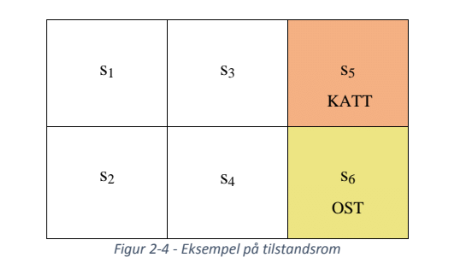 s₁ s₃ s₅
KATT
s₂ s₄ s₆
OST
Figur 2-4 - Eksempel på tilstandsrom